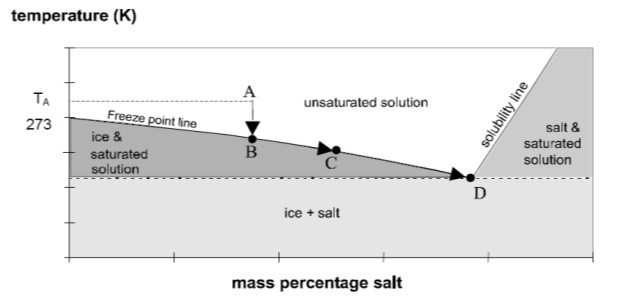 temperature (K)
A
T_A
unsaturated solution
solubility line
273
Freeze point line
ice &
saturated
solution
salt &
saturated
solution
B
C
D
ice + salt
mass percentage salt